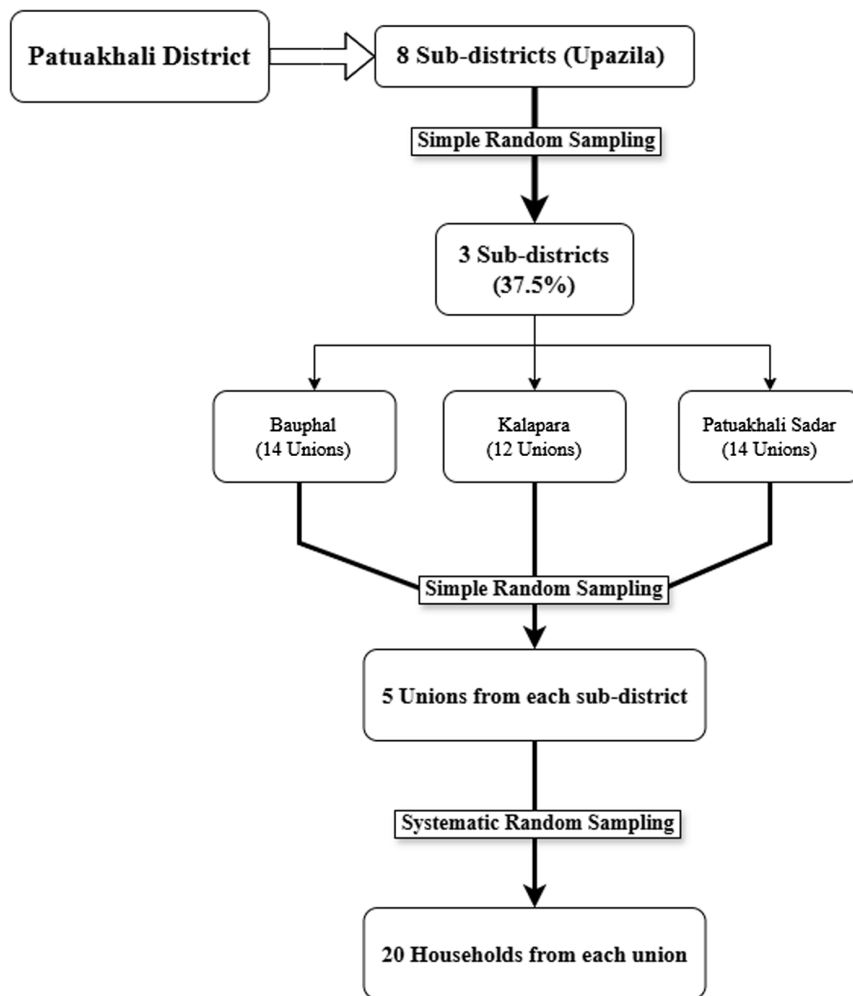 Patuakhali District
8 Sub-districts (Upazila)
Simple Random Sampling
3 Sub-districts
(37.5%)
Bauphal
(14 Unions)
Kalapara
(12 Unions)
Patuakhali Sadar
(14 Unions)
Simple Random Sampling
5 Unions from each sub-district
Systematic Random Sampling
20 Households from each union